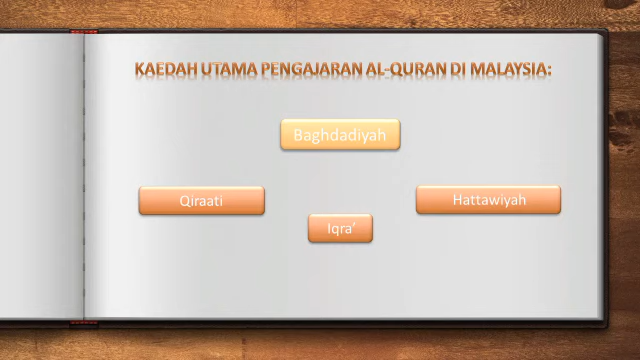 KAEDAH UTAMA PENGAJARAN AL-QURAN DI MALAYSIA:
Baghdadiyah
Qiraati
Hattawiyah
Iqra’